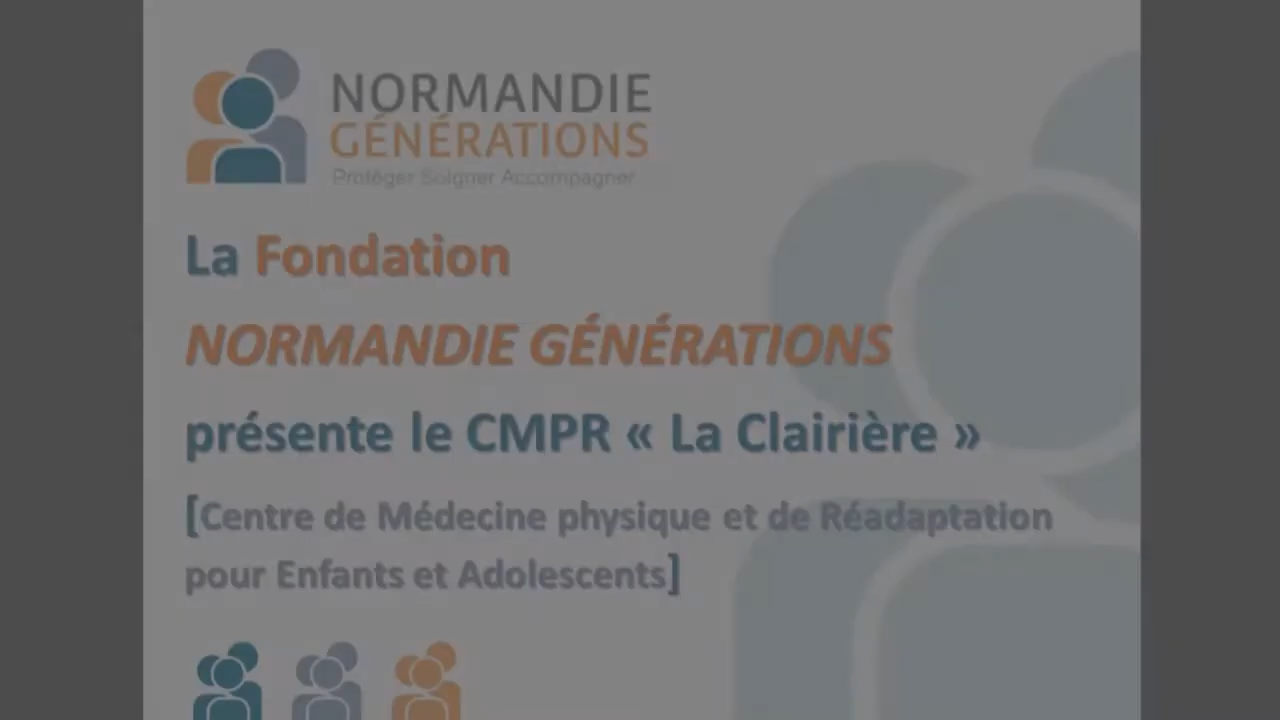 NORMANDIE
GÉNÉRATIONS
Protéger Soigner Accompagner
La Fondation
NORMANDIE GÉNÉRATIONS
présente le CMPR « La Clairière »
[Centre de Médecine physique et de Réadaptation
pour Enfants et Adolescents]